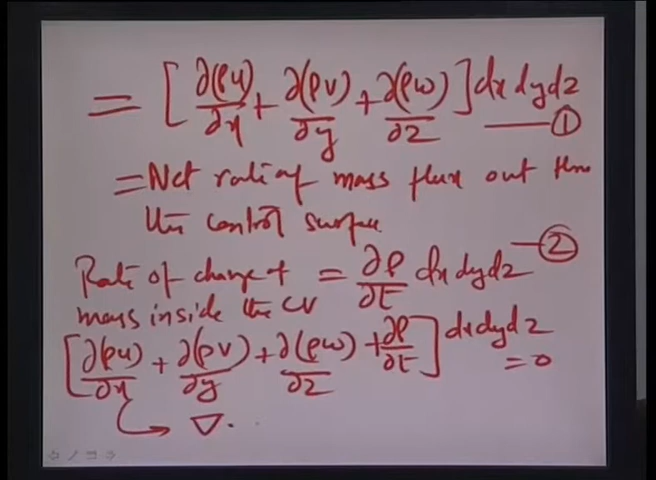 = [∂(ρu)/∂x + ∂(ρv)/∂y + ∂(ρw)/∂z] dx dy dz —— ①
= Net rate of mass flux out thro
the control surface.
Rate of change of mass inside the CV = ∂ρ/∂t dx dy dz — ②
[∂(ρu)/∂x + ∂(ρv)/∂y + ∂(ρw)/∂z + ∂ρ/∂t] dx dy dz = 0
→ ∇.